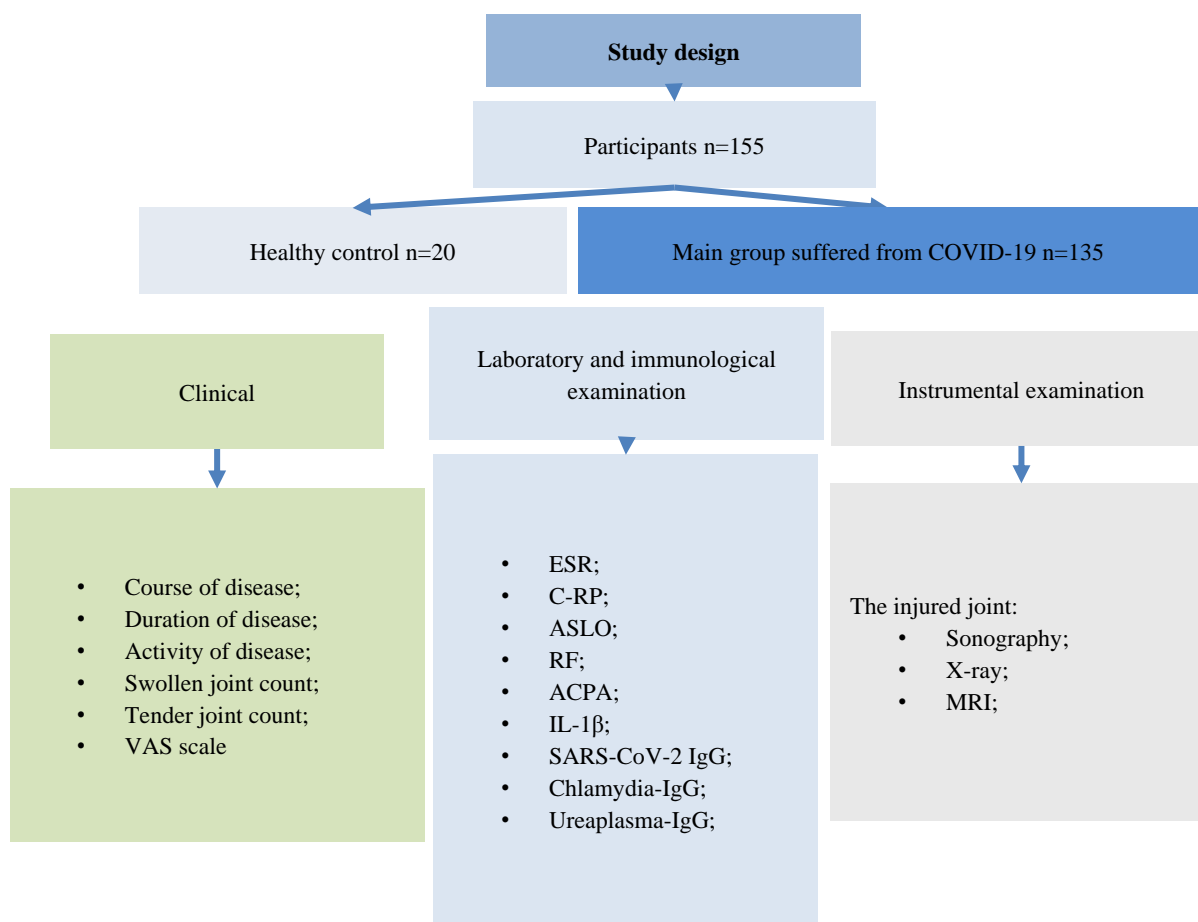 Study design
Participants n=155
Healthy control n=20
Main group suffered from COVID-19 n=135
Clinical
Laboratory and immunological
examination
Instrumental examination
• Course of disease;
• Duration of disease;
• Activity of disease;
• Swollen joint count;
• Tender joint count;
• VAS scale
• ESR;
• C-RP;
• ASLO;
• RF;
• ACPA;
• IL-1β;
• SARS-CoV-2 IgG;
• Chlamydia-IgG;
• Ureaplasma-IgG;
The injured joint:
• Sonography;
• X-ray;
• MRI;